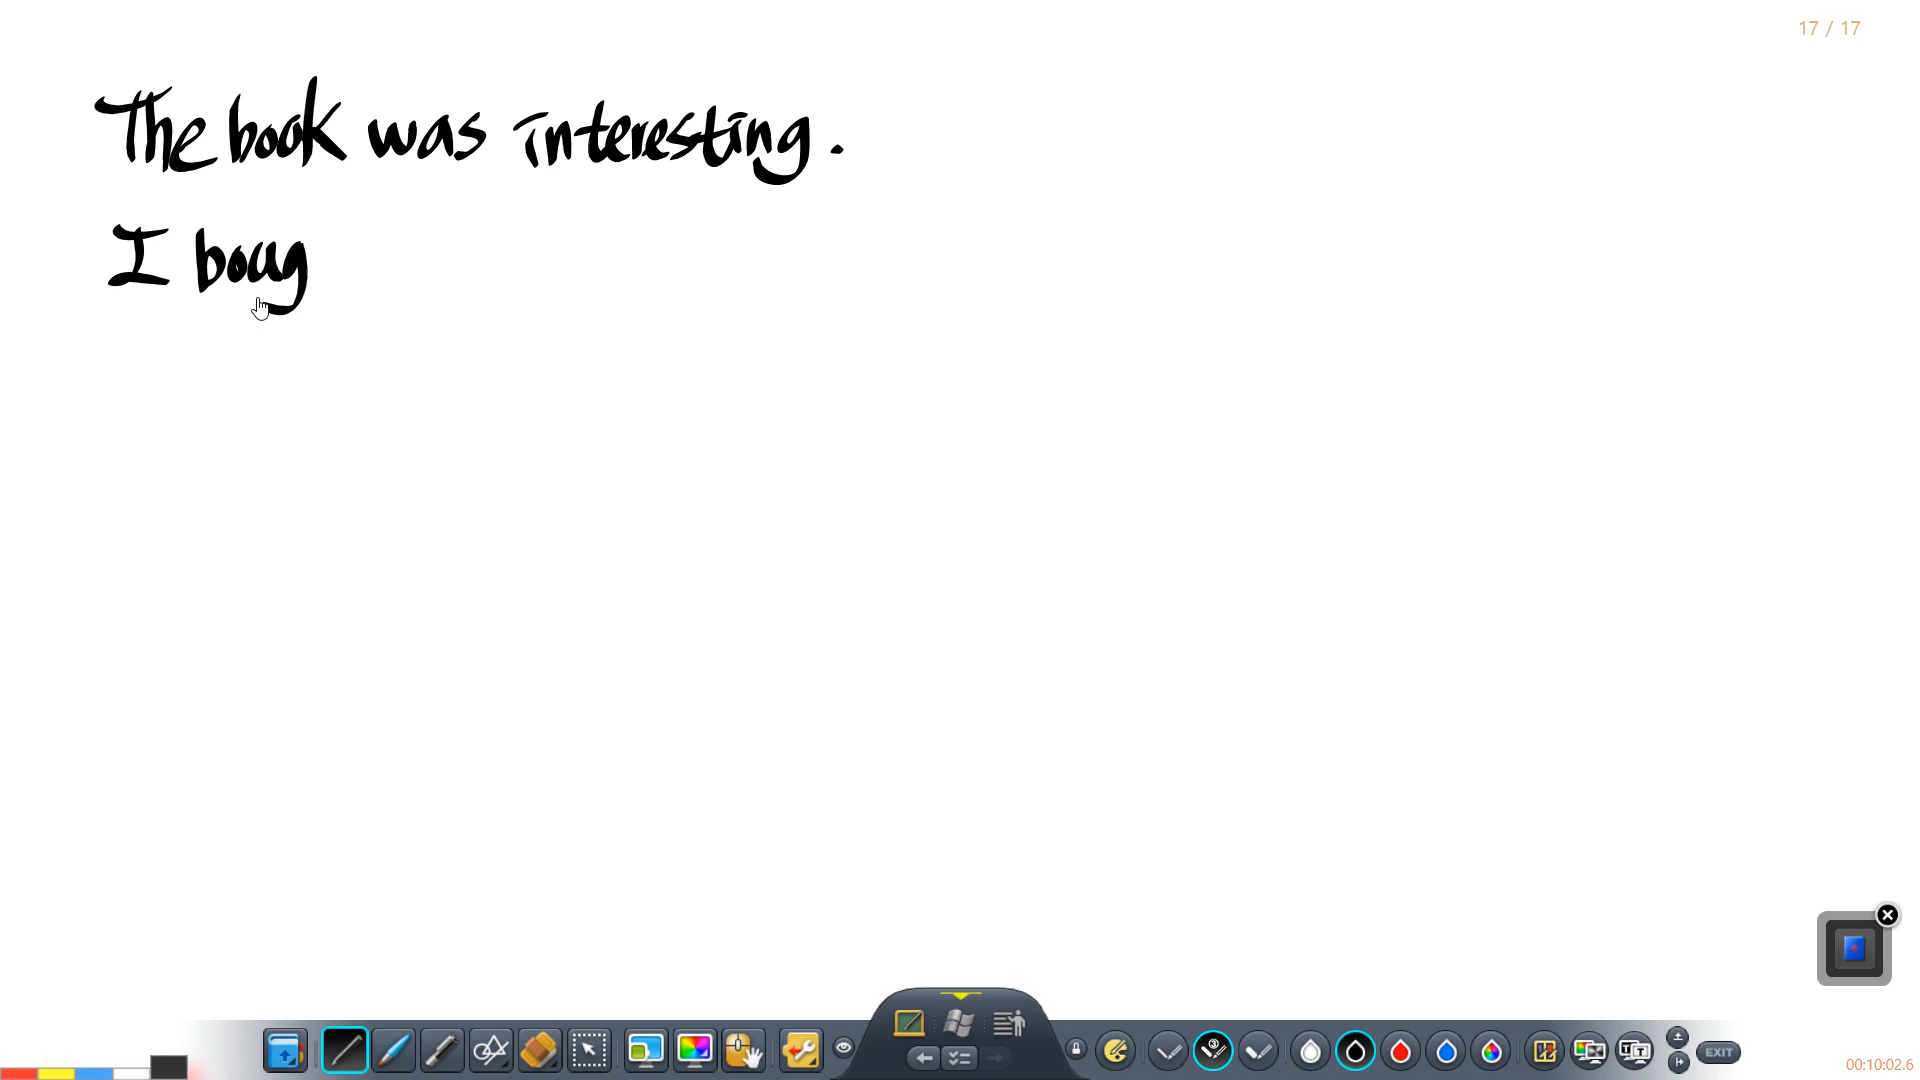 17 / 17
The book was interesting.
I boug
EXIT
00:10:02.6